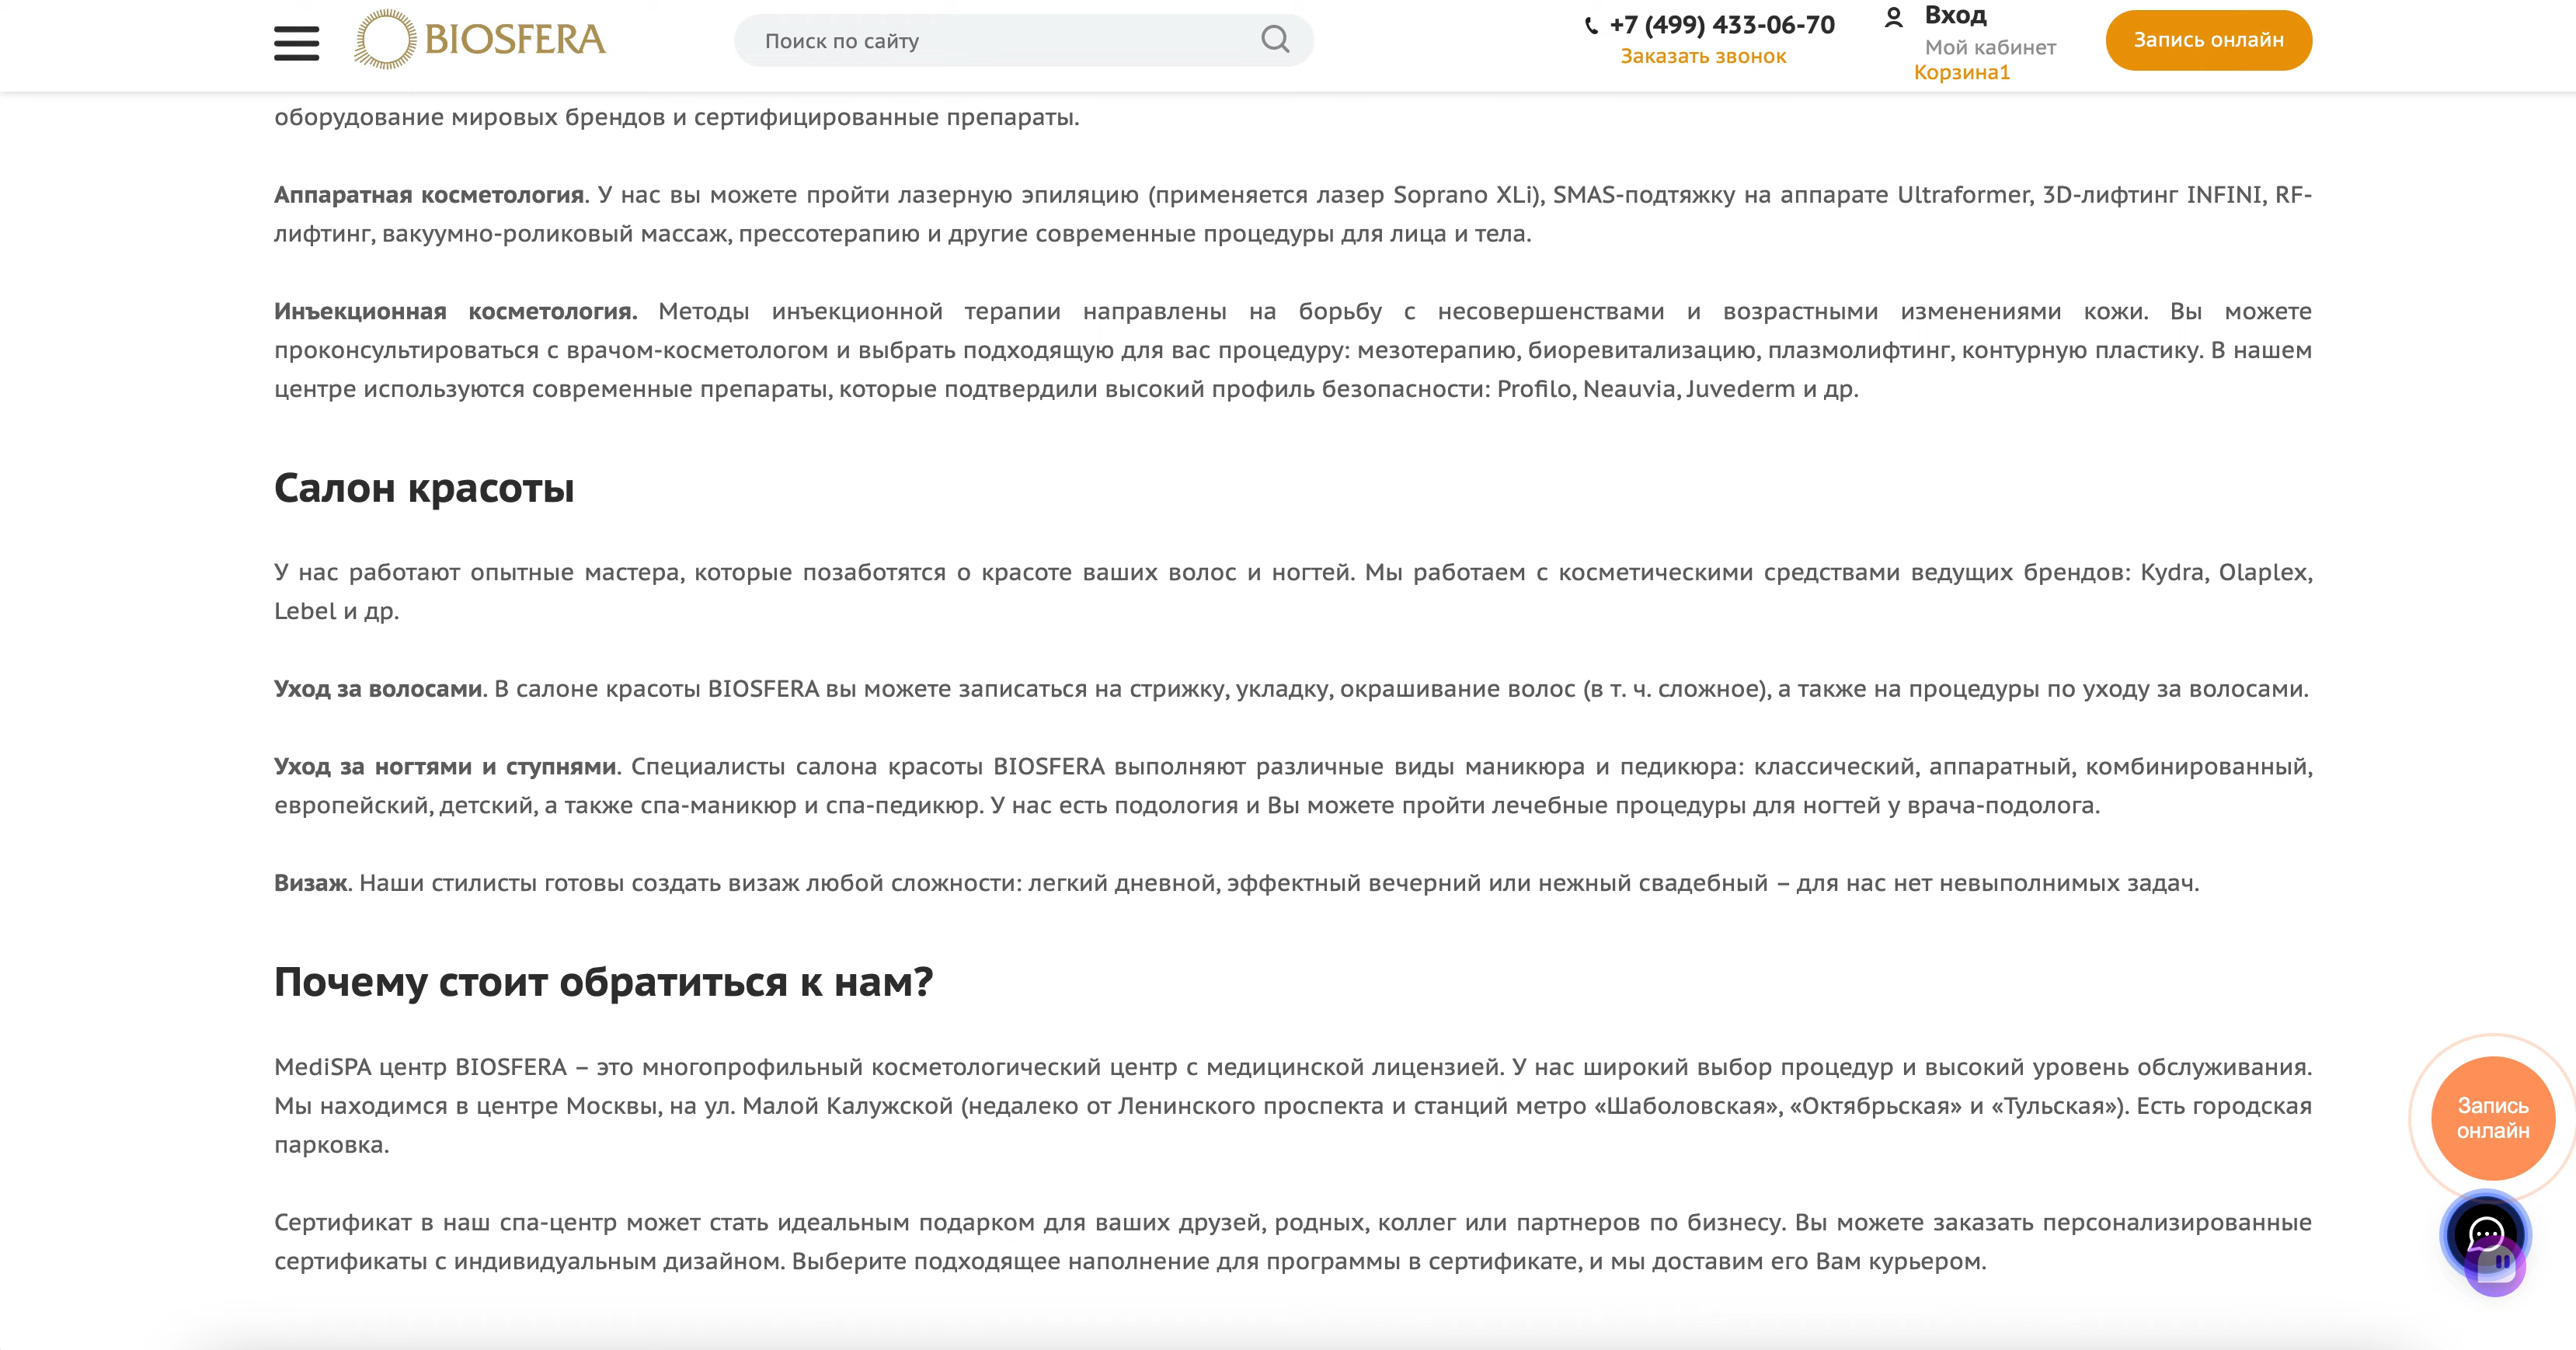 BIOSFERA
Поиск по сайту
+7 (499) 433-06-70
Заказать звонок
Вход
Мой кабинет
Корзина1
Запись онлайн
оборудование мировых брендов и сертифицированные препараты.
Аппаратная косметология. У нас вы можете пройти лазерную эпиляцию (применяется лазер Soprano XLi), SMAS-подтяжку на аппарате Ultraformer, 3D-лифтинг INFINI, RF-
лифтинг, вакуумно-роликовый массаж, прессотерапию и другие современные процедуры для лица и тела.
Инъекционная косметология. Методы инъекционной терапии направлены на борьбу с несовершенствами и возрастными изменениями кожи. Вы можете
проконсультироваться с врачом-косметологом и выбрать подходящую для вас процедуру: мезотерапию, биоревитализацию, плазмолифтинг, контурную пластику. В нашем
центре используются современные препараты, которые подтвердили высокий профиль безопасности: Profilo, Neauvia, Juvederm и др.
Салон красоты
У нас работают опытные мастера, которые позаботятся о красоте ваших волос и ногтей. Мы работаем с косметическими средствами ведущих брендов: Kydra, Olaplex,
Lebel и др.
Уход за волосами. В салоне красоты BIOSFERA вы можете записаться на стрижку, укладку, окрашивание волос (в т. ч. сложное), а также на процедуры по уходу за волосами.
Уход за ногтями и ступнями. Специалисты салона красоты BIOSFERA выполняют различные виды маникюра и педикюра: классический, аппаратный, комбинированный,
европейский, детский, а также спа-маникюр и спа-педикюр. У нас есть подология и Вы можете пройти лечебные процедуры для ногтей у врача-подолога.
Визаж. Наши стилисты готовы создать визаж любой сложности: легкий дневной, эффектный вечерний или нежный свадебный – для нас нет невыполнимых задач.
Почему стоит обратиться к нам?
MediSPA центр BIOSFERA – это многопрофильный косметологический центр с медицинской лицензией. У нас широкий выбор процедур и высокий уровень обслуживания.
Мы находимся в центре Москвы, на ул. Малой Калужской (недалеко от Ленинского проспекта и станций метро «Шаболовская», «Октябрьская» и «Тульская»). Есть городская
парковка.
Сертификат в наш спа-центр может стать идеальным подарком для ваших друзей, родных, коллег или партнеров по бизнесу. Вы можете заказать персонализированные
сертификаты с индивидуальным дизайном. Выберите подходящее наполнение для программы в сертификате, и мы доставим его Вам курьером.
Запись
онлайн